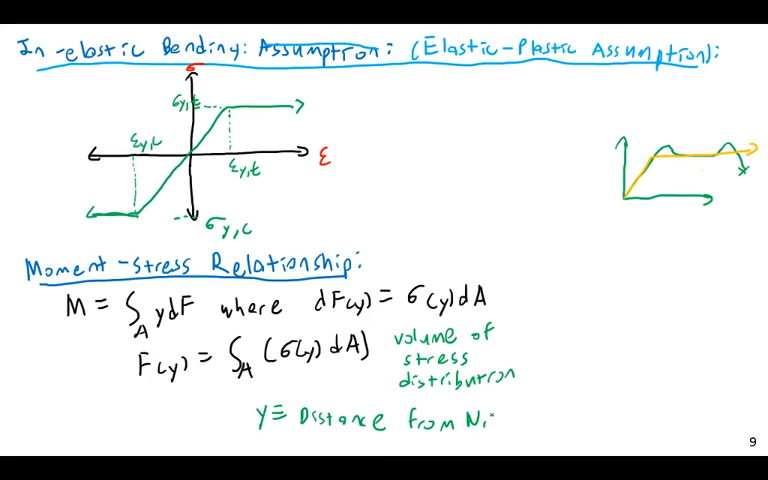 In-elastic Bending: Assumption: (Elastic-Plastic Assumption):
σ
σy,t
εy,c
εy,t
ε
σy,c
Moment-stress Relationship:
M = ∫A ydF where dF(y) = σ(y)dA
F(y) = ∫A (σ(y) dA) volume of
stress
distribution
y ≡ Distance from N.
9